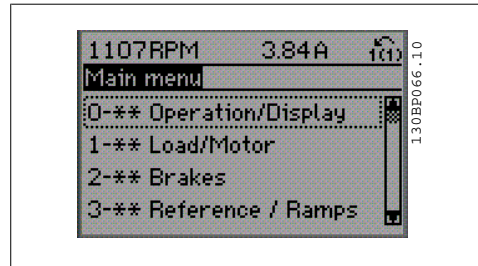 1107RPM 3.84A 1(1)
Main menu
0-** Operation/Display
1-** Load/Motor
2-** Brakes
3-** Reference / Ramps
130BP066.10